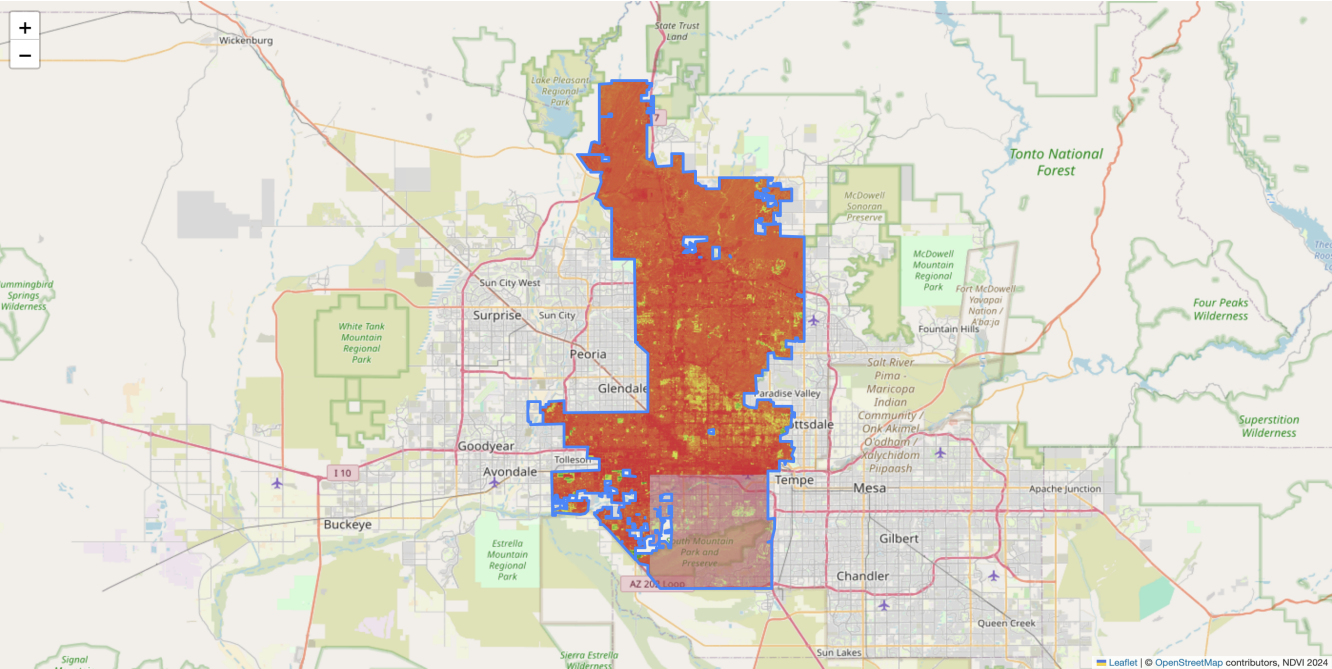 +
−
State Trust
Land
Wickenburg
Lake Pleasant
Regional
Park
7
Tonto National
Forest
McDowell
Sonoran
Preserve
McDowell
Mountain
Regional
Park
Fort McDowell
Yavapai
Nation /
A'ba:ja
ummingbird
Springs
Wilderness
Sun City West
Surprise
Sun City
Four Peaks
Wilderness
Fountain Hills
White Tank
Mountain
Regional
Park
Peoria
Glendale
Paradise Valley
Salt River
Pima -
Maricopa
Indian
Community /
Onk Akimel
O'odham /
Xalychidom
Piipaash
ottsdale
Superstition
Wilderness
Goodyear
Tolleson
I 10
Avondale
Tempe
Mesa
Apache Junction
Buckeye
Gilbert
Estrella
Mountain
Regional
Park
South Mountain
Park and
Preserve
AZ 202 Loop
Chandler
Queen Creek
Sun Lakes
Signal
Sierra Estrella
Wilderness
Leaflet | © OpenStreetMap contributors, NDVI 2024